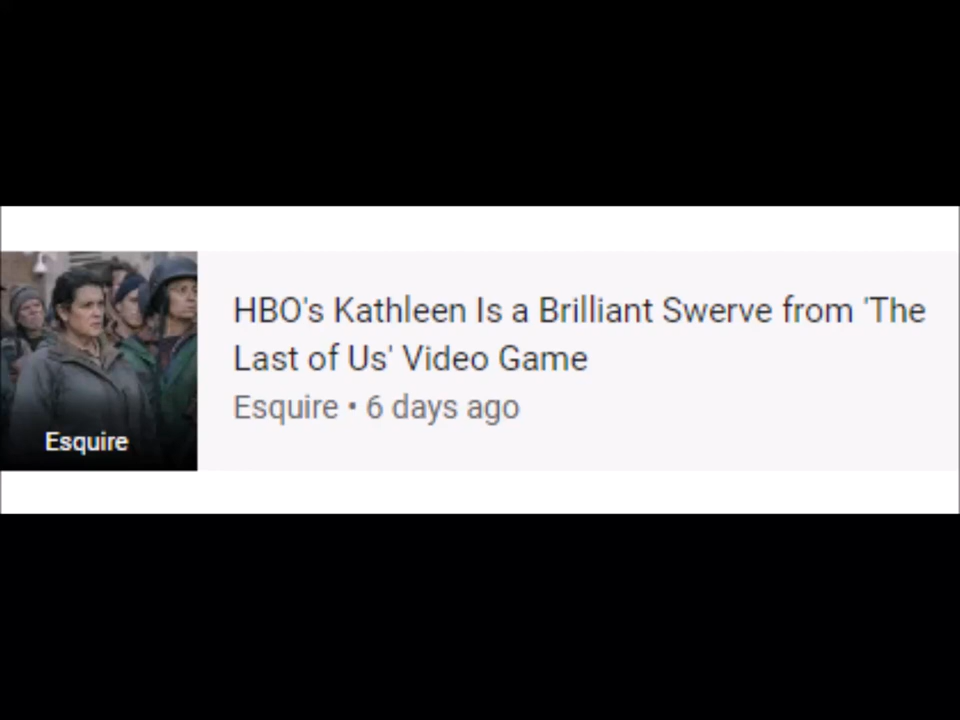 HBO's Kathleen Is a Brilliant Swerve from 'The
Last of Us' Video Game
Esquire • 6 days ago
Esquire